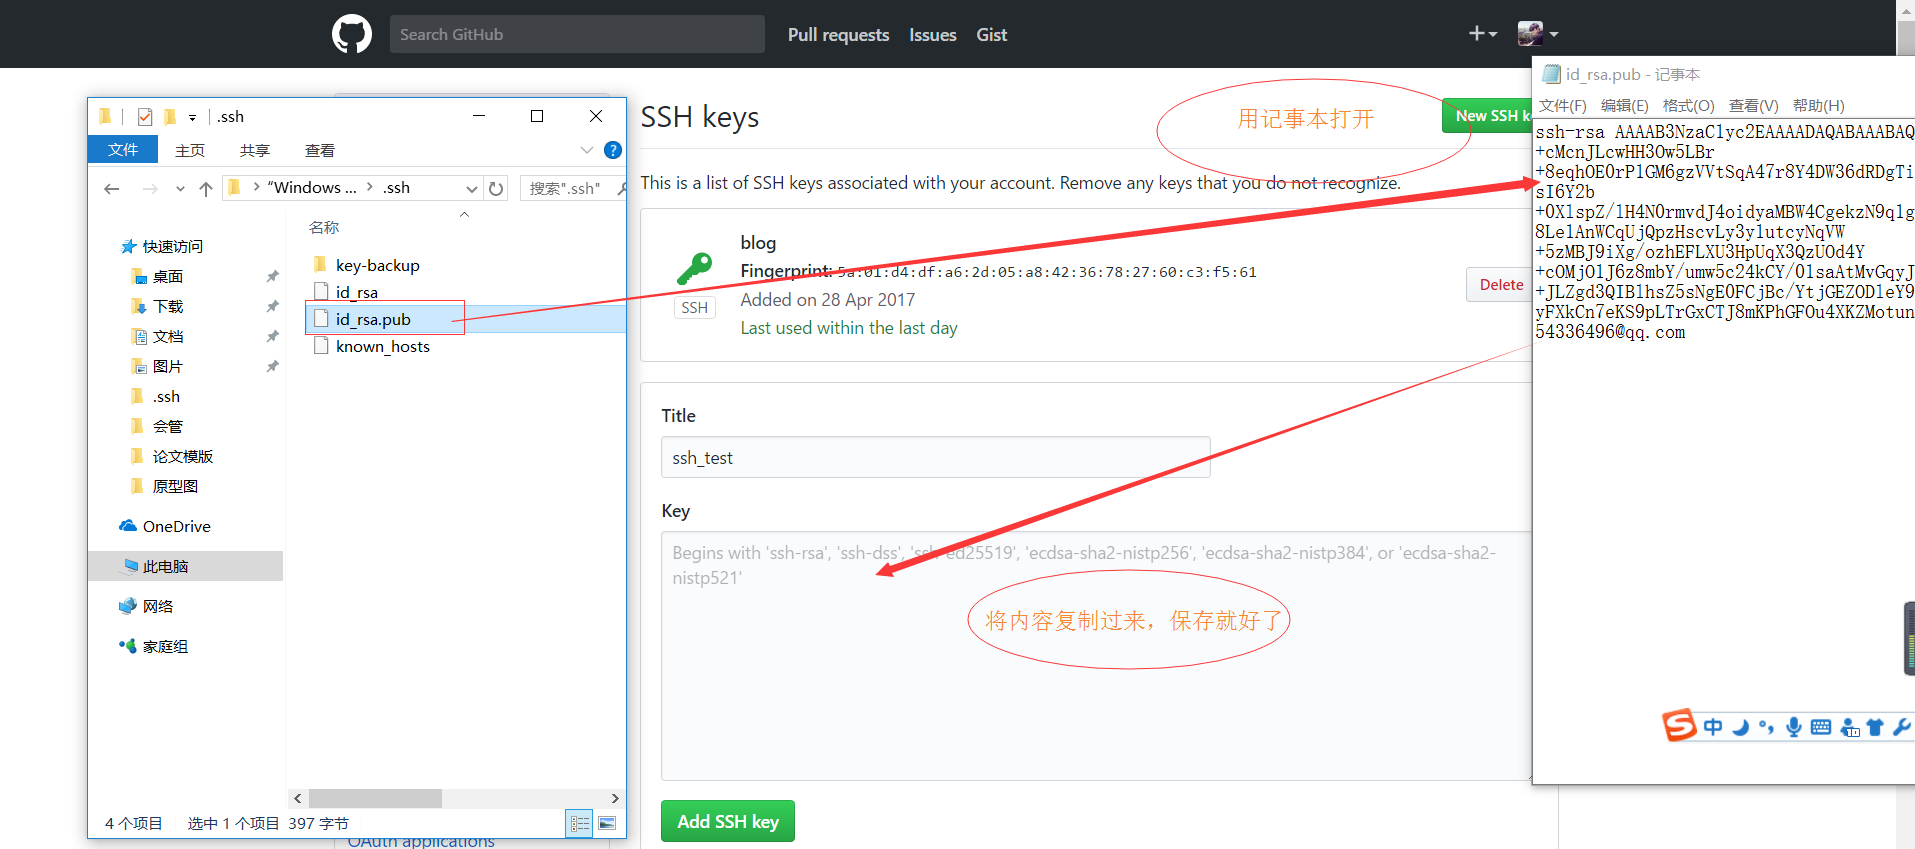 Search GitHub
Pull requests
Issues
Gist
.ssh
文件
主页
共享
查看
“Windows ...
.ssh
搜索".ssh"
名称
快速访问
桌面
下载
文档
图片
.ssh
会管
论文模版
原型图
OneDrive
此电脑
网络
家庭组
key-backup
id_rsa
id_rsa.pub
known_hosts
4 个项目
选中 1 个项目 397 字节
OAuth applications
SSH keys
用记事本打开
New SSH k
This is a list of SSH keys associated with your account. Remove any keys that you do not recognize.
blog
Fingerprint: 5a:01:d4:df:a6:2d:05:a8:42:36:78:27:60:c3:f5:61
SSH
Added on 28 Apr 2017
Last used within the last day
Delete
Title
ssh_test
Key
Begins with 'ssh-rsa', 'ssh-dss', 'ssh-ed25519', 'ecdsa-sha2-nistp256', 'ecdsa-sha2-nistp384', or 'ecdsa-sha2-
nistp521'
将内容复制过来，保存就好了
Add SSH key
id_rsa.pub - 记事本
文件(F) 编辑(E) 格式(O) 查看(V) 帮助(H)
ssh-rsa AAAAB3NzaC1yc2EAAAADAQABAAABAQ
+cMcnJLcwHH3Ow5LBr
+8eqhOE0rPlGM6gzVVtSqA47r8Y4DW36dRDgTi
sI6Y2b
+0XlspZ/lH4N0rmvdJ4oidyaMBW4CgekzN9qlg
8LelAnWCqUjQpzHscvLy3ylutcyNqVW
+5zMBJ9iXg/ozhEFLXU3HpUqX3QzUOd4Y
+cOMjOlJ6z8mbY/umw5c24kCY/0lsaAtMvGqyJ
+JLZgd3QIBlhsZ5sNgE0FCjBc/YtjGEZODleY9
yFXkCn7eKS9pLTrGxCTJ8mKPhGFOu4XKZMotun
54336496@qq.com
中